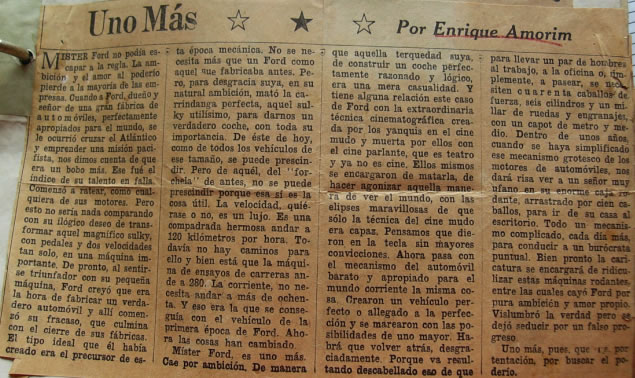 Uno Más
Por Enrique Amorim
MISTER Ford no podía es-
capar a la regla. La am-
bición y el amor al poderío
pierde a la mayoría de las em-
presas. Cuando a Ford, dueño y
señor de una gran fábrica de
automóviles, perfectamente
apropiados para el mundo, se
le ocurrió cruzar el Atlántico
y emprender una misión paci-
fista, nos dimos cuenta de que
era un bobo más. Ese fué el
índice de su talento en falla.
Comenzó a ratear, como cual-
quiera de sus motores. Pero
esto no sería nada comparando
con su ilógico deseo de trans-
formar aquel magnífico sulky,
con pedales y dos velocidades
tan solo, en una máquina im-
portante. De pronto, al sentir-
se triunfador con su pequeña
máquina, Ford creyó que era
la hora de fabricar un verda-
dero automóvil y allí comen-
zó su fracaso, que culmina
con el cierre de sus fábricas.
El tipo ideal que él había
creado era el precursor de es-
ta época mecánica. No se ne-
cesita más que un Ford como
aquel que fabricaba antes. Pe-
ro, para desgracia suya, en su
natural ambición, mató la ca-
rrindanga perfecta, aquel sul-
ky utilísimo, para darnos un
verdadero coche, con toda su
importancia. De éste de hoy,
como de todos los vehículos de
ese tamaño, se puede prescin-
dir. Pero de aquél, del "for-
chela" de antes, no se puede
prescindir porque esa sí es la
cosa útil. La velocidad, quié-
rase o no, es un lujo. Es una
compadrada hermosa andar a
120 kilómetros por hora. To-
davía no hay caminos para
ello y bien está que la máqui-
na de ensayos de carreras an-
de a 280. La corriente, no ne-
cesita andar a más de ochen-
ta. Y eso era la que se conse-
guía con el vehículo de la
primera época de Ford. Aho-
ra las cosas han cambiado.
Míster Ford, es uno más.
Cae por ambición. De manera
que aquella terquedad suya,
de construir un coche perfec-
tamente razonado y lógico,
era una mera casualidad. Y
tiene alguna relación este caso
de Ford con la extraordinaria
técnica cinematográfica crea-
da por los yanquis en el cine
mudo y muerta por ellos con
el cine parlante, que es teatro
y ya no es cine. Ellos mismos
se encargaron de matarla, de
hacer agonizar aquella mane-
ra de ver el mundo, con las
elipses maravillosas de que
sólo la técnica del cine mudo
era capaz. Pensamos que die-
ron en la tecla sin mayores
convicciones. Ahora pasa con
el mecanismo del automóvil
barato y apropiado para el
mundo corriente la misma co-
sa. Crearon un vehículo perfec-
to o allegado a la perfección
y se marearon con las po-
sibilidades de uno mayor. Ha-
brá que volver atrás, desgra-
ciadamente. Porque va resul-
tando descabellado eso de que
para llevar un par de hombres
al trabajo, a la oficina o, sim-
plemente, a pasear, se nece-
siten cuarenta caballos de
fuerza, seis cilindros y un mi-
llar de ruedas y engranajes,
con un capot de metro y me-
dio. Dentro de unos años,
cuando se haya simplificado
ese mecanismo grotesco de los
motores de automóviles, nos
dará risa ver a un señor muy
ufano en su enorme
arrastrado por cien ca-
ballos, para ir de su casa al
escritorio. Todo un mecanis-
mo complicado, cada día más,
para conducir a un burócrata
puntual. Bien pronto la cari-
catura se encargará de ridicu-
lizar estas máquinas rodantes,
entre las cuales cayó Ford por
pura ambición y amor propio.
Vislumbró la verdad pero se
dejó seducir por un falso pro-
greso.
Uno más, pues, que se
tentación, por buscar el po-
derío.